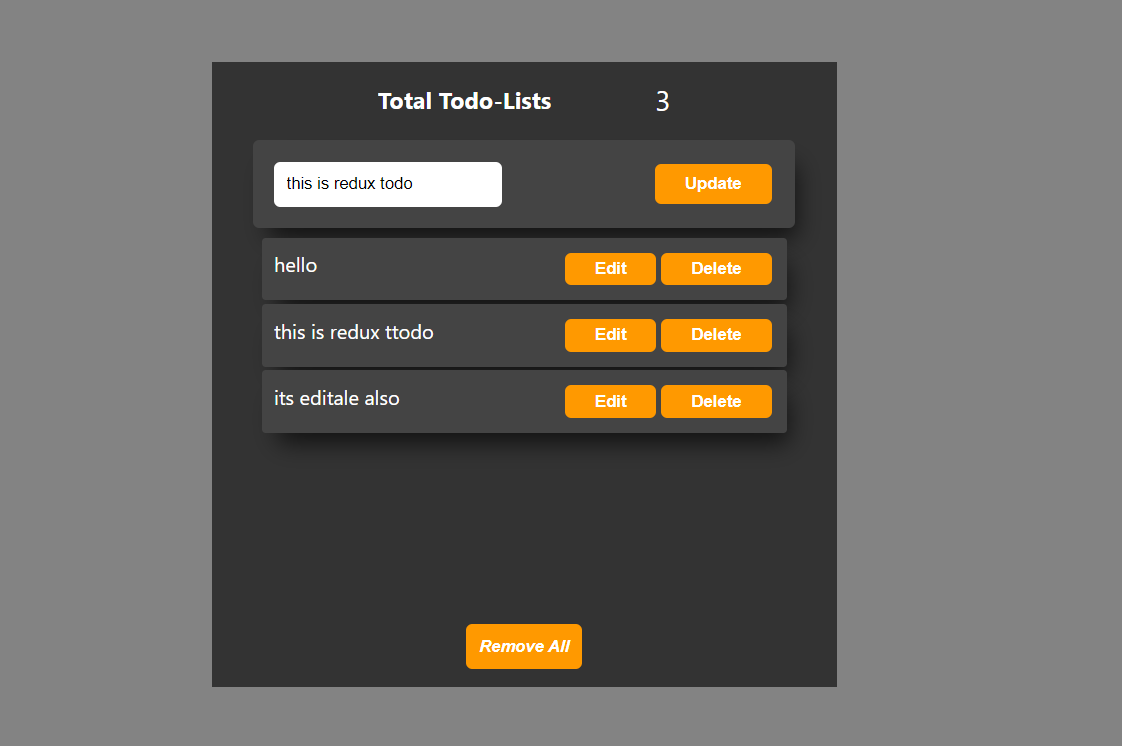 Total Todo-Lists 3
this is redux todo Update
hello Edit Delete
this is redux ttodo Edit Delete
its editale also Edit Delete
Remove All